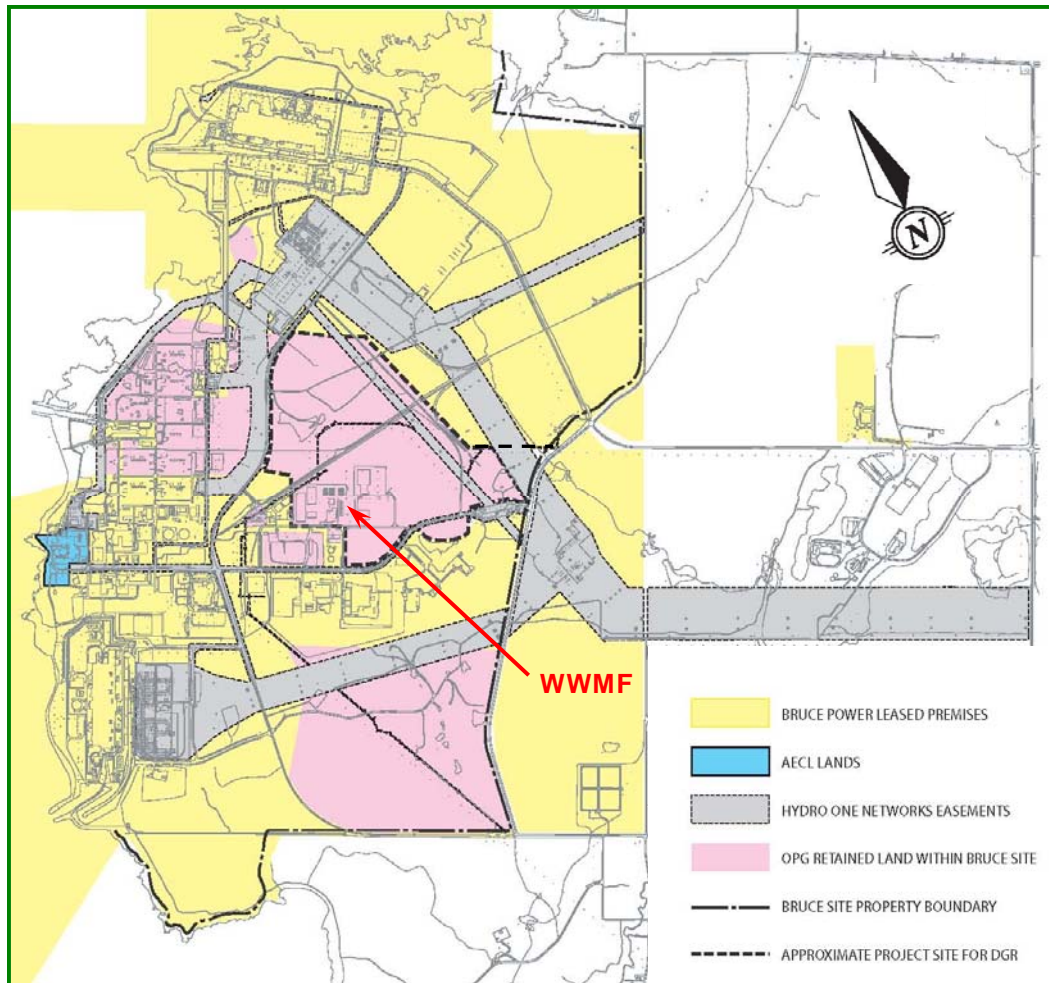 N
WWMF
BRUCE POWER LEASED PREMISES
AECL LANDS
HYDRO ONE NETWORKS EASEMENTS
OPG RETAINED LAND WITHIN BRUCE SITE
BRUCE SITE PROPERTY BOUNDARY
APPROXIMATE PROJECT SITE FOR DGR